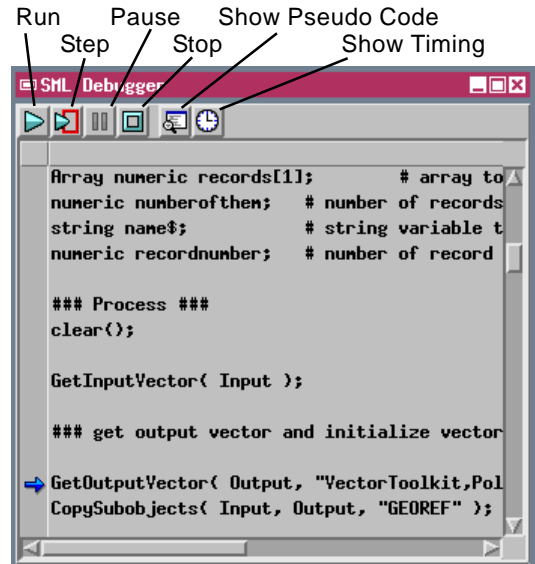 Run Pause Show Pseudo Code
Step Stop Show Timing
SML Debugger
Array numeric records[1]; # array to
numeric numberofthem; # number of records
string name$; # string variable t
numeric recordnumber; # number of record
### Process ###
clear();
GetInputVector( Input );
### get output vector and initialize vector
GetOutputVector( Output, "VectorToolkit,Pol
CopySubobjects( Input, Output, "GEOREF" );